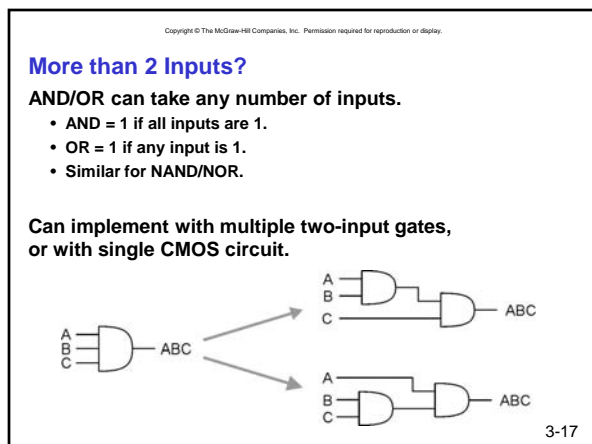 Copyright © The McGraw-Hill Companies, Inc. Permission required for reproduction or display.
More than 2 Inputs?
AND/OR can take any number of inputs.
• AND = 1 if all inputs are 1.
• OR = 1 if any input is 1.
• Similar for NAND/NOR.
Can implement with multiple two-input gates,
or with single CMOS circuit.
A
B
C
ABC
A
B
C
ABC
A
B
C
ABC
3-17